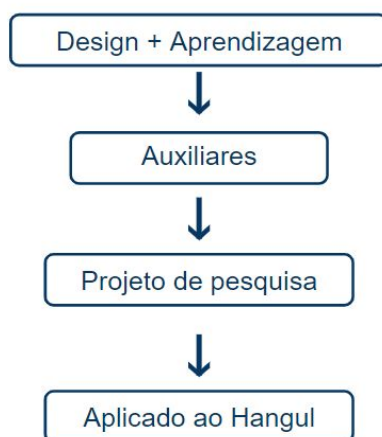 Design + Aprendizagem
Auxiliares
Projeto de pesquisa
Aplicado ao Hangul